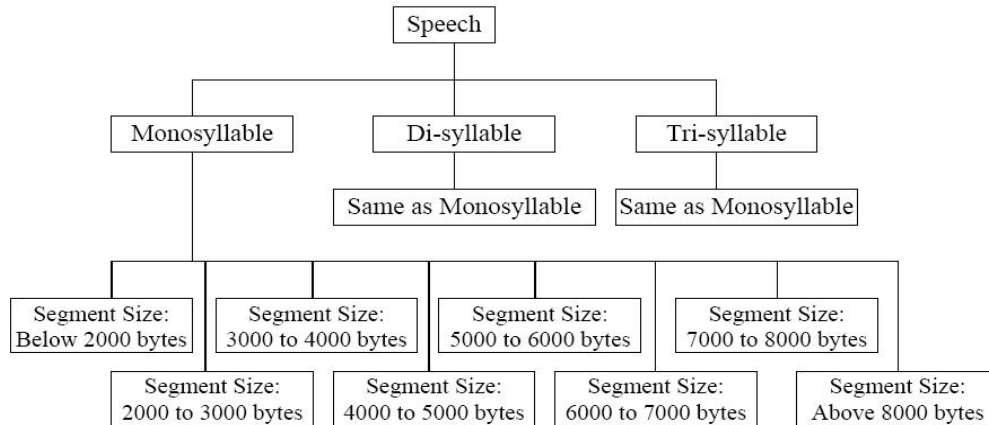 Speech
Monosyllable
Di-syllable
Tri-syllable
Same as Monosyllable
Same as Monosyllable
Segment Size:
Below 2000 bytes
Segment Size:
3000 to 4000 bytes
Segment Size:
5000 to 6000 bytes
Segment Size:
7000 to 8000 bytes
Segment Size:
2000 to 3000 bytes
Segment Size:
4000 to 5000 bytes
Segment Size:
6000 to 7000 bytes
Segment Size:
Above 8000 bytes